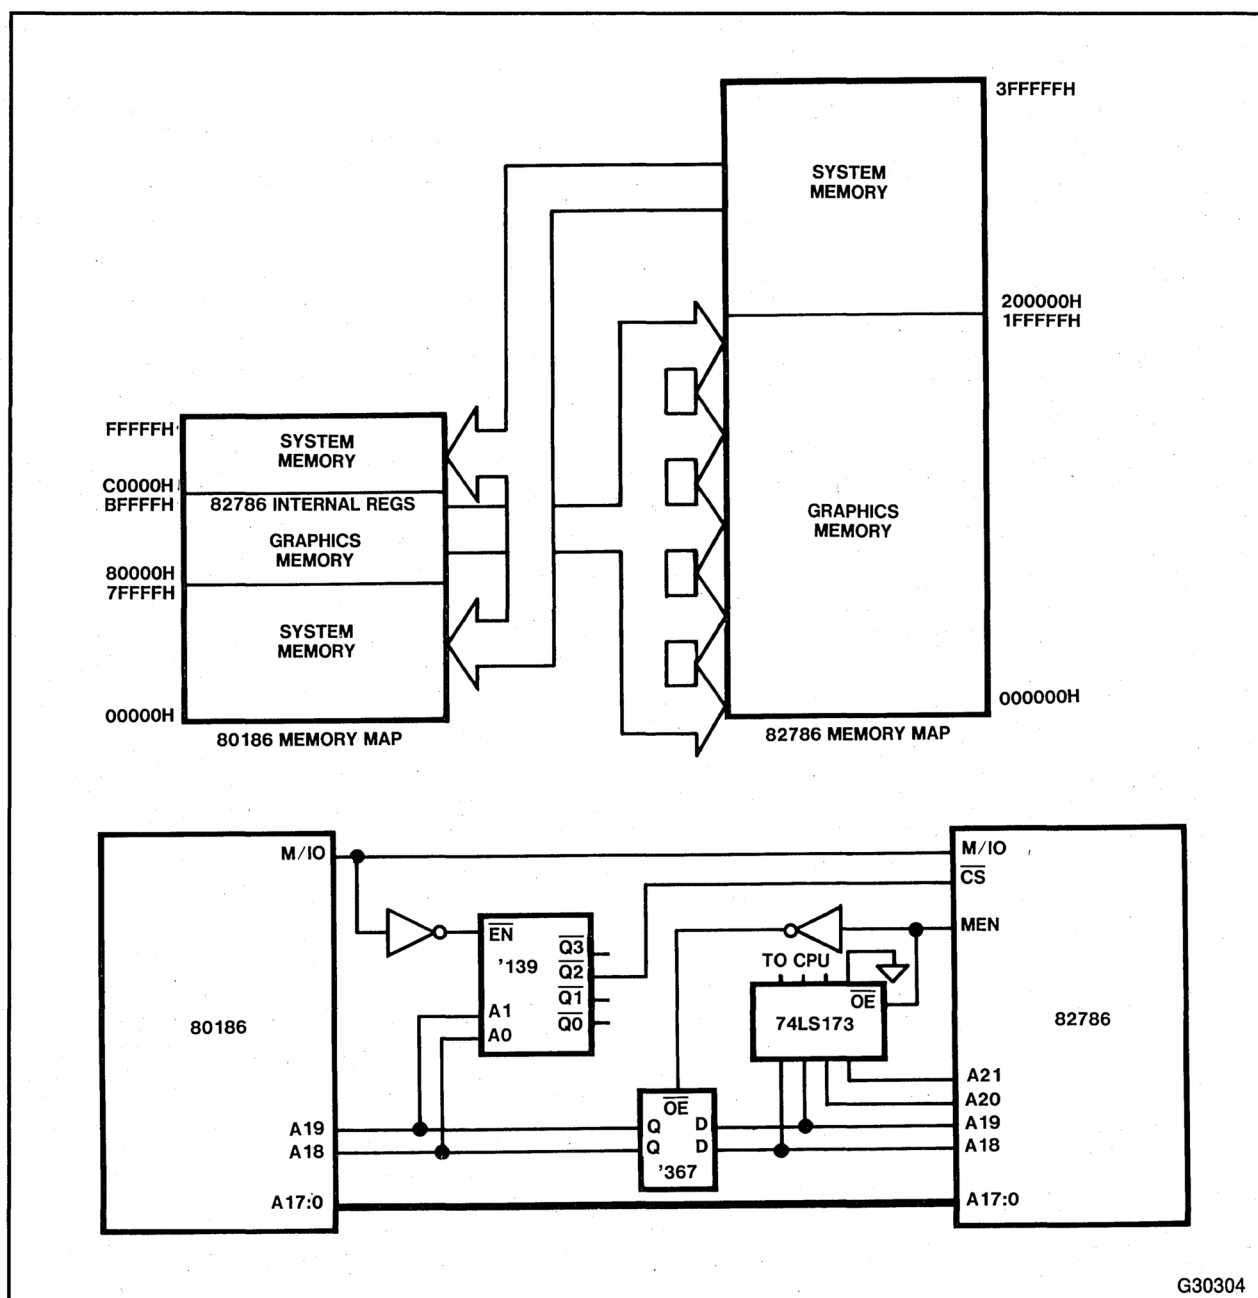 3FFFFFH
SYSTEM
MEMORY
200000H
1FFFFFH
FFFFFH
SYSTEM
MEMORY
C0000H
BFFFFH
82786 INTERNAL REGS
GRAPHICS
MEMORY
GRAPHICS
MEMORY
80000H
7FFFFH
SYSTEM
MEMORY
00000H
000000H
80186 MEMORY MAP
82786 MEMORY MAP
M/IO
M/IO
CS
EN
MEN
Q3
'139
Q2
TO CPU
Q1
OE
A1
Q0
80186
74LS173
82786
A0
A21
OE
A20
A19
Q
D
A19
A18
Q
D
A18
'367
A17:0
A17:0
G30304